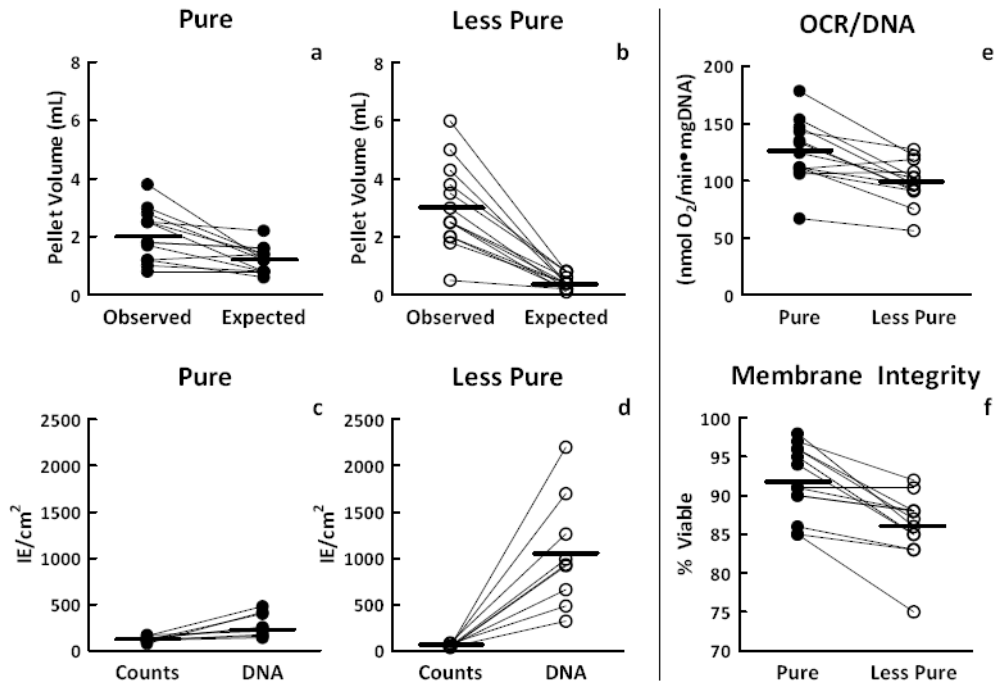 Pure
a
Pellet Volume (mL)
8
6
4
2
0
Observed Expected
Less Pure
b
Pellet Volume (mL)
8
6
4
2
0
Observed Expected
OCR/DNA
e
(nmol O₂/min•mgDNA)
200
150
100
50
0
Pure Less Pure
Pure
c
IE/cm²
2500
2000
1500
1000
500
0
Counts DNA
Less Pure
d
IE/cm²
2500
2000
1500
1000
500
0
Counts DNA
Membrane Integrity
f
% Viable
100
95
90
85
80
75
70
Pure Less Pure